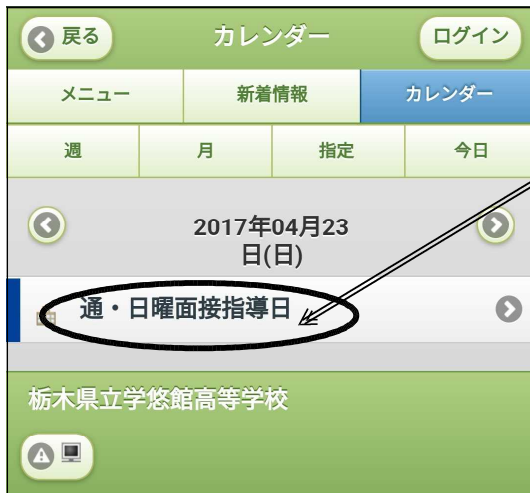 戻る カレンダー ログイン
メニュー 新着情報 カレンダー
週 月 指定 今日
2017年04月23
日(日)
通・日曜面接指導日
栃木県立学悠館高等学校